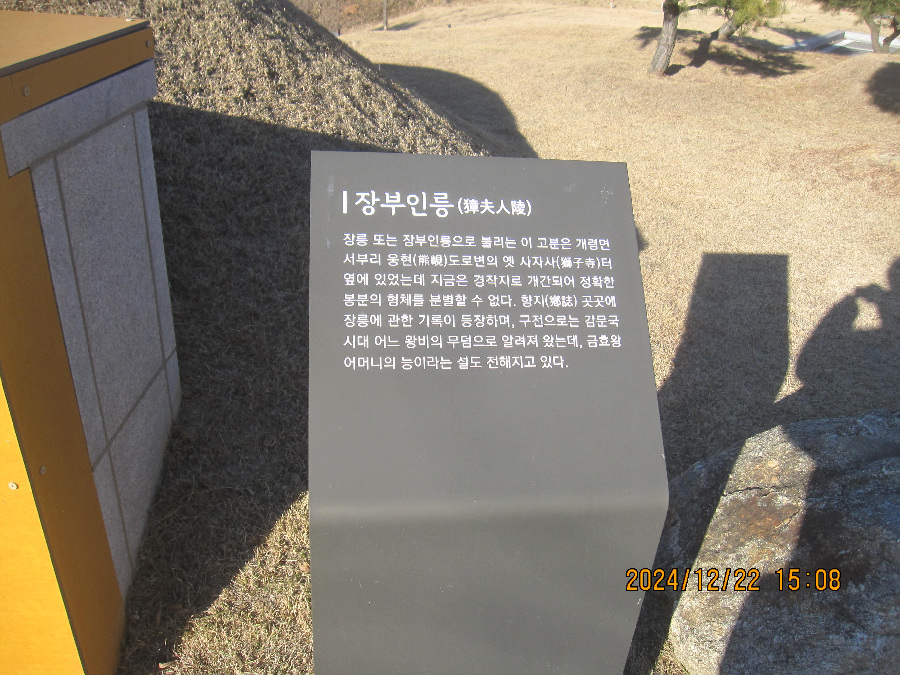 장부인릉(獐夫人陵)
장릉 또는 장부인릉으로 불리는 이 고분은 개령면
서부리 웅현(熊峴)도로변의 옛 사자사(獅子寺)터
옆에 있었는데 지금은 경작지로 개간되어 정확한
봉분의 형체를 분별할 수 없다. 향지(鄕誌) 곳곳에
장릉에 관한 기록이 등장하며, 구전으로는 감문국
시대 어느 왕비의 무덤으로 알려져 왔는데, 금효왕
어머니의 능이라는 설도 전해지고 있다.
2024/12/22 15:08